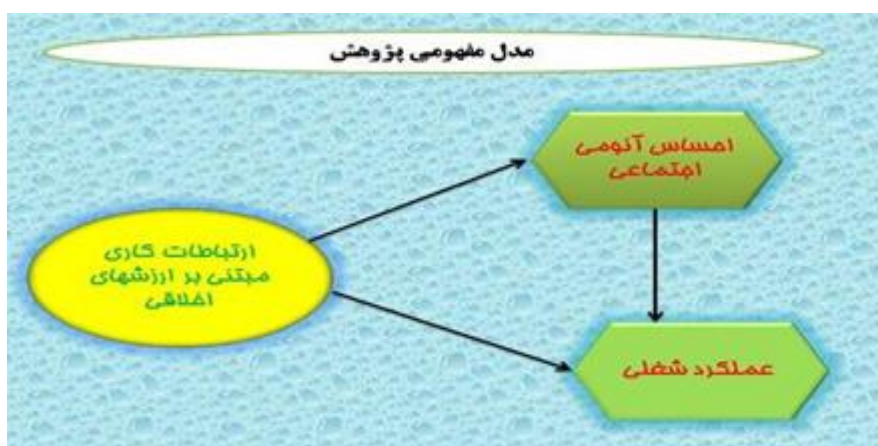 مدل مفهومی پژوهش
احساس آنومی
اجتماعی
ارتباطات کاری
مبتنی بر ارزشهای
اخلاقی
عملکرد شغلی